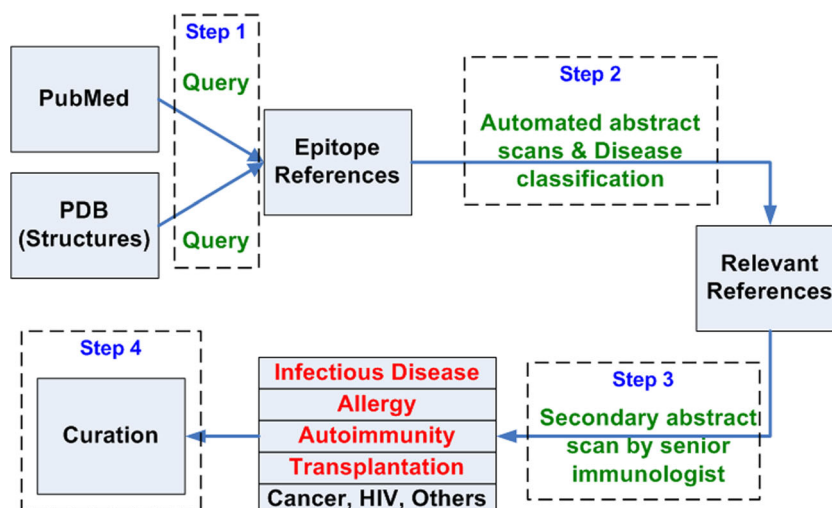 Step 1
PubMed
Query
Step 2
Automated abstract
scans & Disease
classification
Epitope
References
PDB
(Structures)
Query
Relevant
References
Step 3
Secondary abstract
scan by senior
immunologist
Infectious Disease
Allergy
Autoimmunity
Transplantation
Cancer, HIV, Others
Step 4
Curation